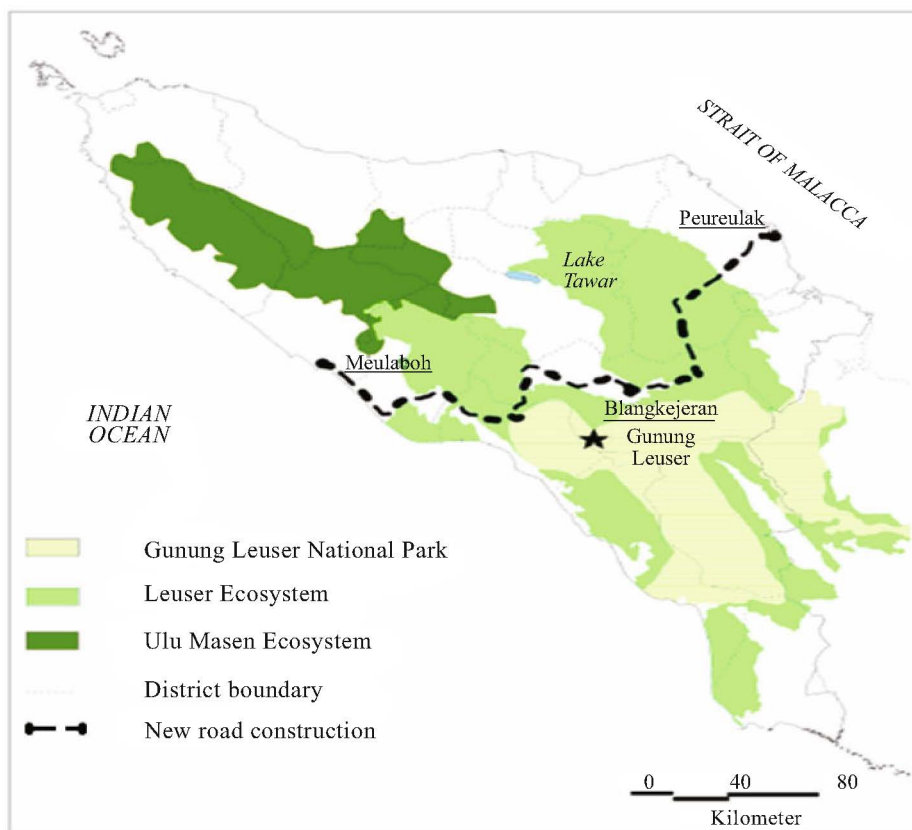 STRAIT OF MALACCA
Peureulak
Lake
Tawar
Meulaboh
INDIAN
OCEAN
Blangkejeran
Gunung
Leuser
Gunung Leuser National Park
Leuser Ecosystem
Ulu Masen Ecosystem
District boundary
New road construction
0 40 80
Kilometer